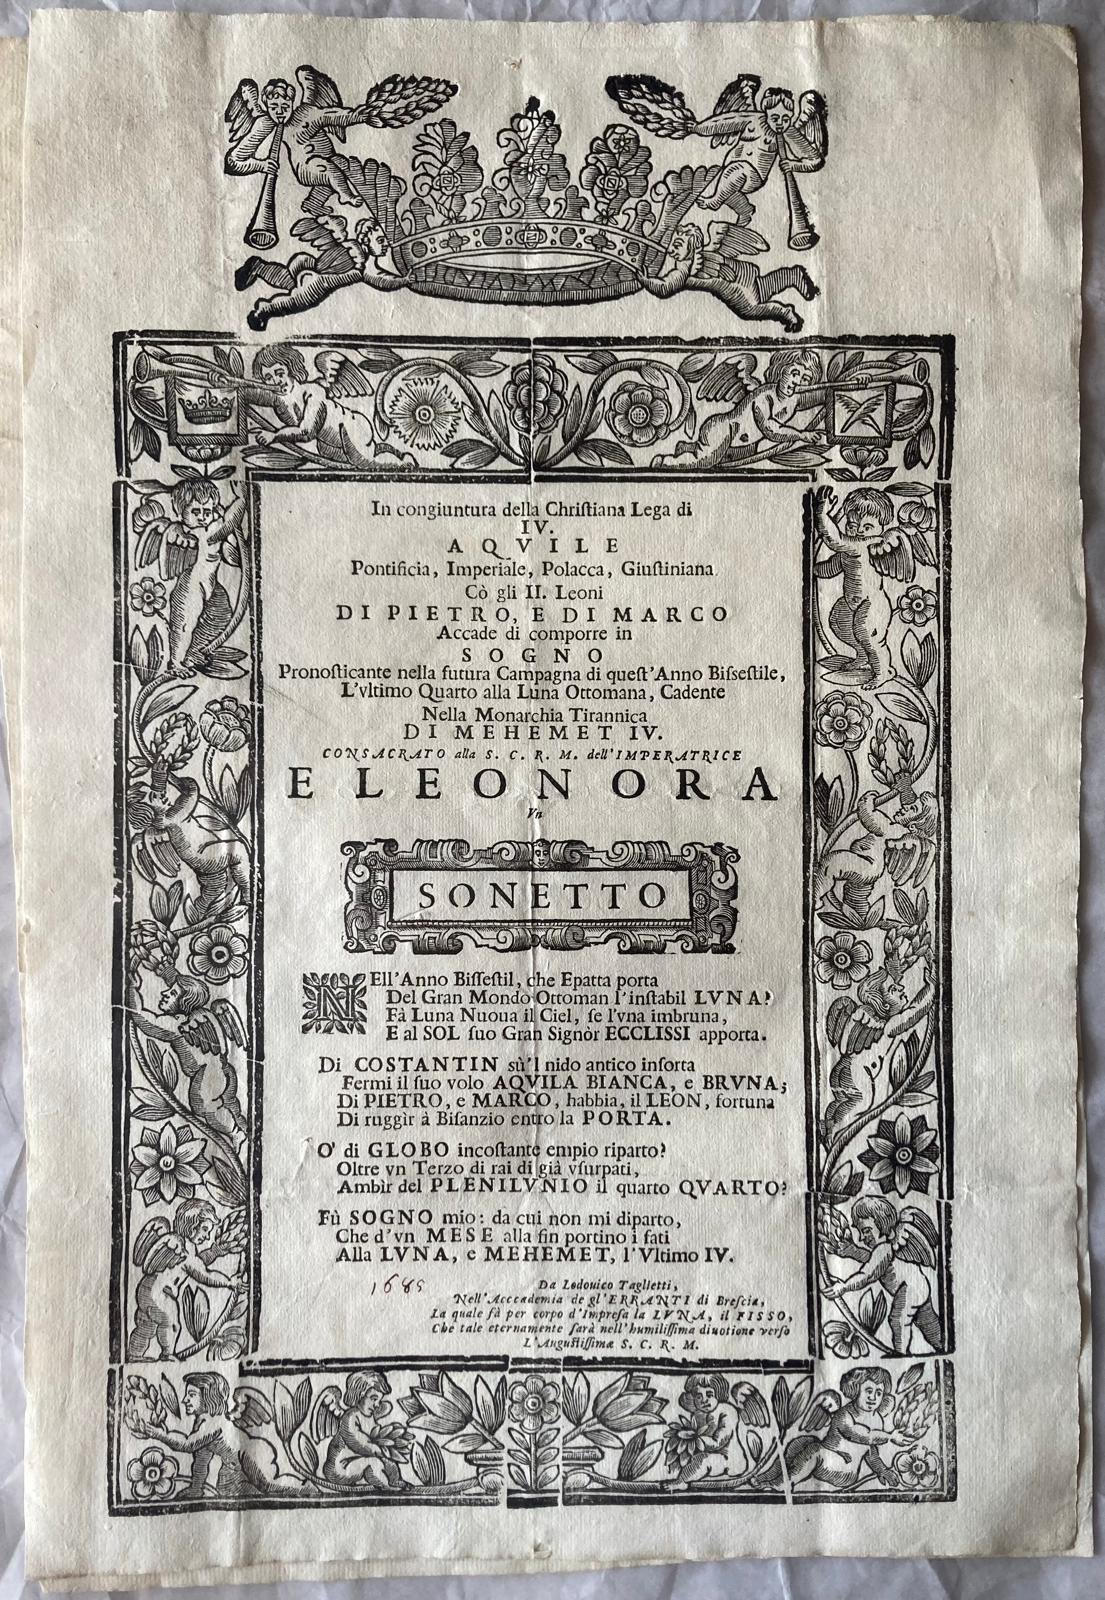 In congiuntura della Chriſtiana Lega di
IV.
AQVILE
Pontificia, Imperiale, Polacca, Giuſtiniana
Cò gli II. Leoni
DI PIETRO, E DI MARCO
Accade di comporre in
SOGNO
Pronoſticante nella futura Campagna di queſt'Anno Biſſeſtile,
L'vltimo Quarto alla Luna Ottomana, Cadente
Nella Monarchia Tirannica
DI MEHEMET IV.
CONSACRATO alla S. C. R. M. dell'IMPERATRICE
ELEONORA
Vn
SONETTO
NEll'Anno Biſſeſtil, che Epatta porta
Del Gran Mondo Ottoman l'inſtabil LVNA?
Fà Luna Nuoua il Ciel, ſe l'vna imbruna,
E al SOL ſuo Gran Signòr ECCLISSI apporta.
Di COSTANTIN sù'l nido antico inſorta
Fermi il ſuo volo AQVILA BIANCA, e BRVNA;
Di PIETRO, e MARCO, habbia, il LEON, fortuna
Di ruggìr à Biſanzio entro la PORTA.
O' di GLOBO incoſtante empio riparto?
Oltre vn Terzo di rai di già vſurpati,
Ambìr del PLENILVNIO il quarto QVARTO?
Fù SOGNO mio: da cui non mi diparto,
Che d'vn MESE alla fin portino i fati
Alla LVNA, e MEHEMET, l'Vltimo IV.
1685
Da Lodouico Taglietti,
Nell'Acccademia de gl'ERRANTI di Breſcia,
La quale fà per corpo d'Impreſa la LVNA, il FISSO,
Che tale eternamente ſarà nell'humiliſſima diuotione verſo
L'Auguſtiſſima S. C. R. M.